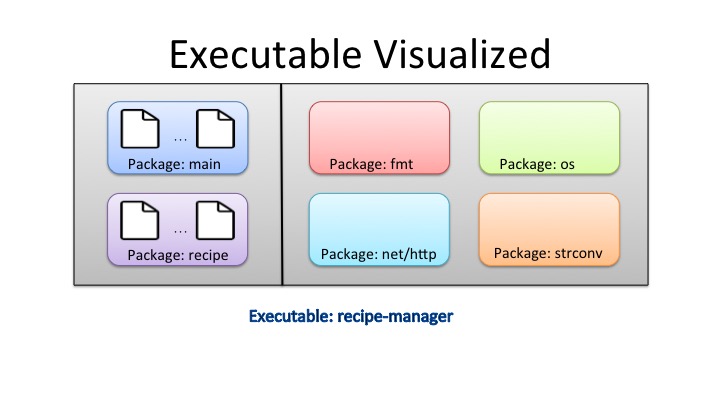 Executable Visualized
...
Package: main
Package: fmt
Package: os
...
Package: recipe
Package: net/http
Package: strconv
Executable: recipe-manager